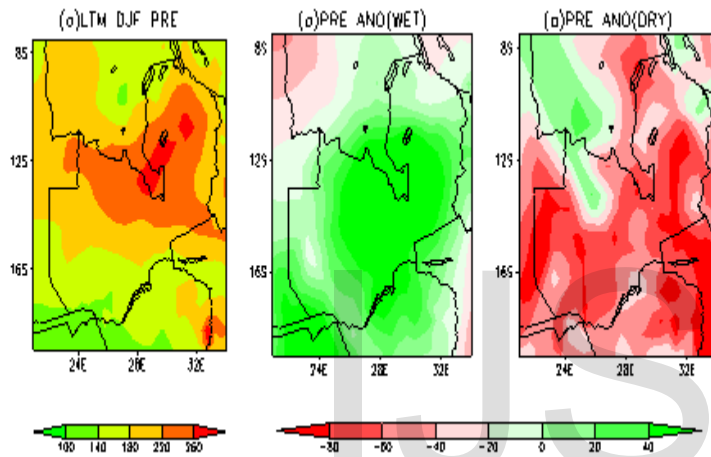 (a)LTM DJF PRE
(a)PRE ANO(WET)
(a)PRE ANO(DRY)
8S
12S
16S
24E 28E 32E
8S
12S
16S
24E 28E 32E
8S
12S
16S
24E 28E 32E
100 140 180 220 260
-80 -60 -40 -20 0 20 40
IJS